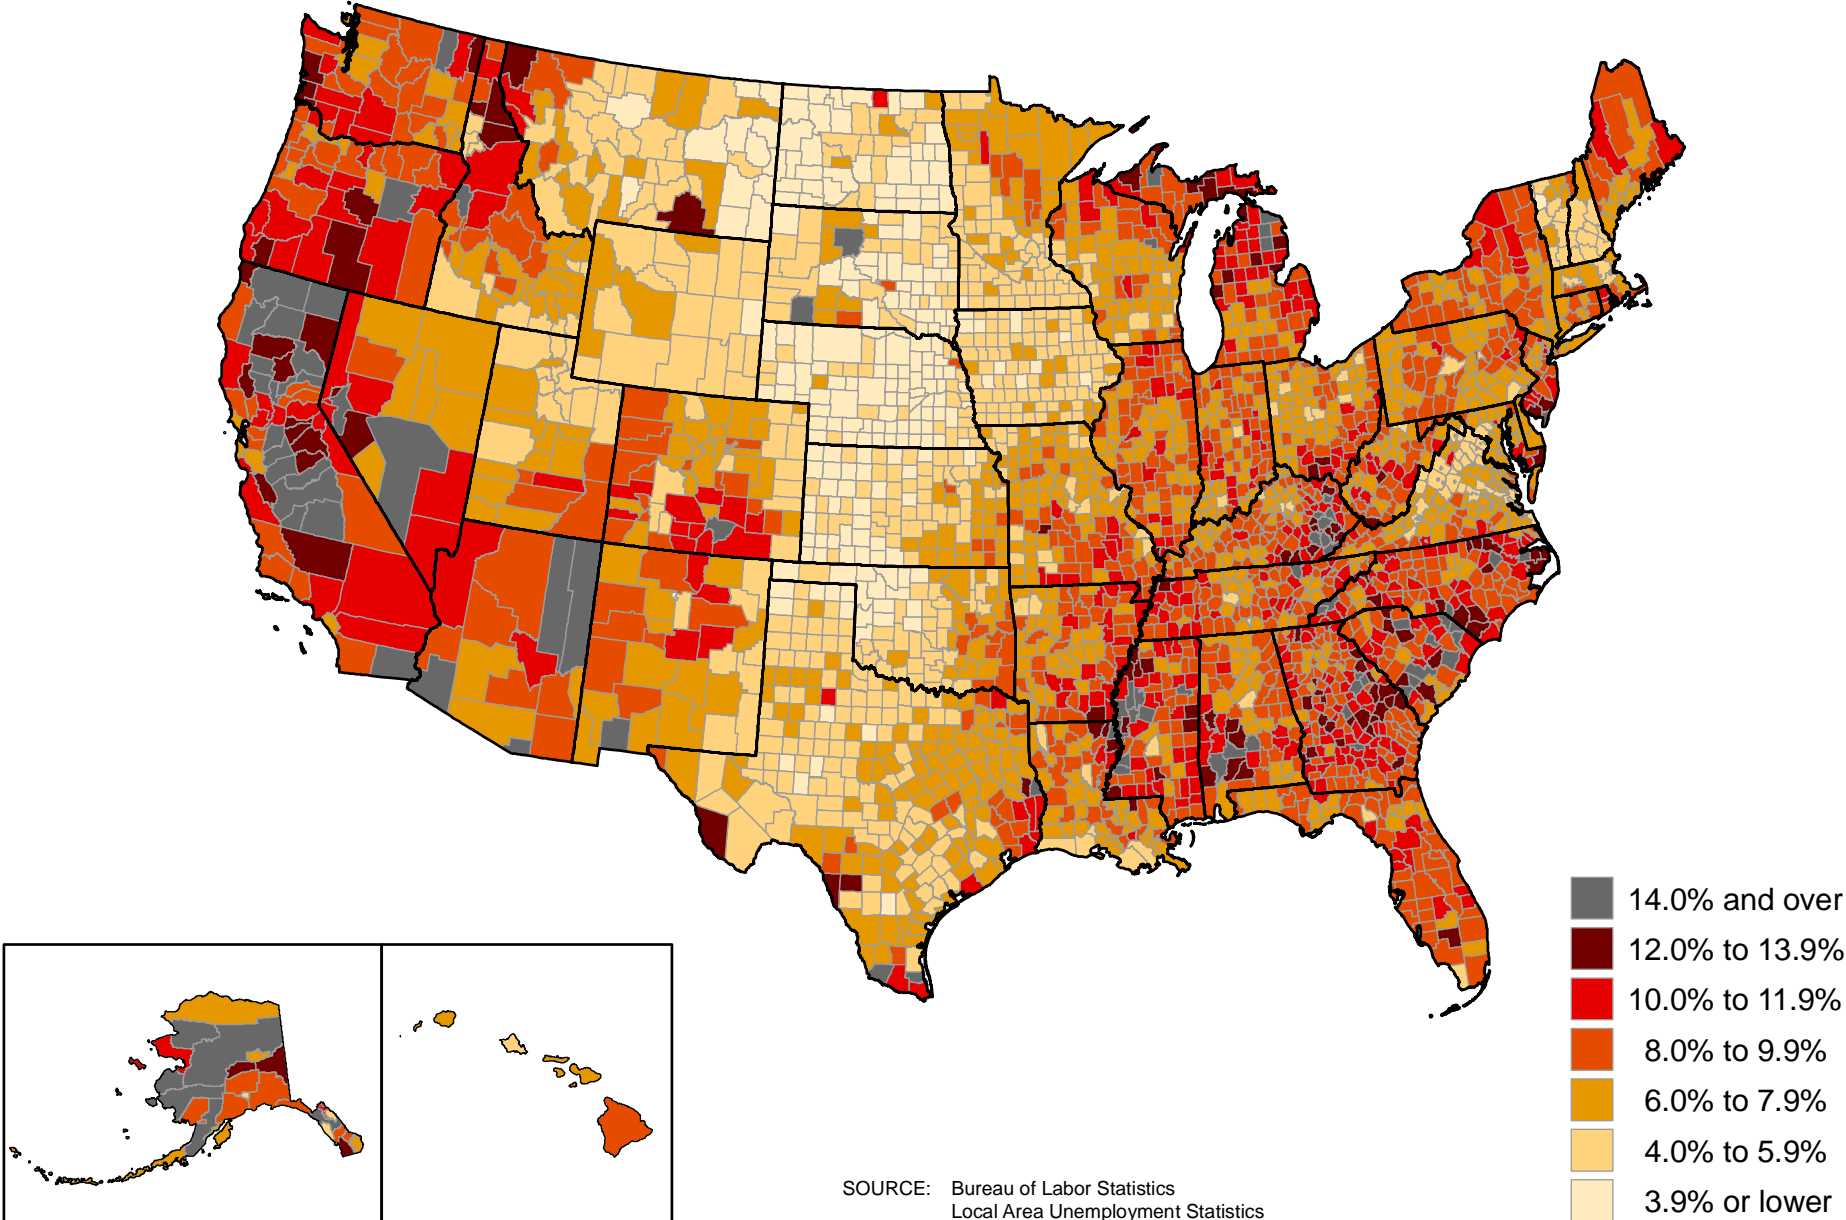 14.0% and over
12.0% to 13.9%
10.0% to 11.9%
8.0% to 9.9%
6.0% to 7.9%
4.0% to 5.9%
3.9% or lower
SOURCE: Bureau of Labor Statistics
Local Area Unemployment Statistics